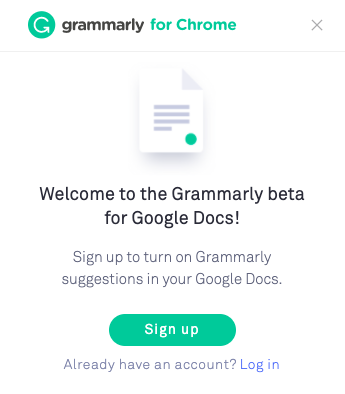 grammarly for Chrome
Welcome to the Grammarly beta
for Google Docs!
Sign up to turn on Grammarly
suggestions in your Google Docs.
Sign up
Already have an account? Log in